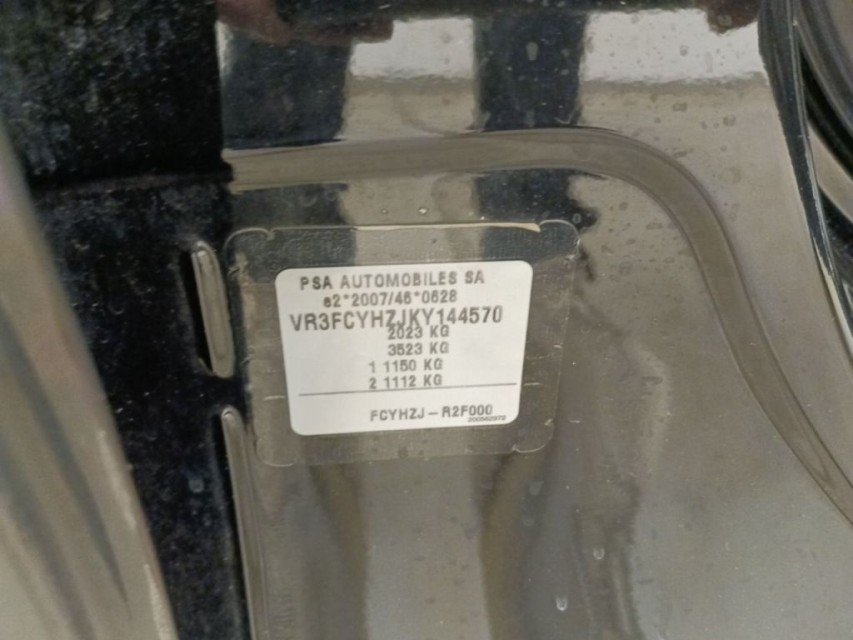 PSA AUTOMOBILES SA
e2*2007/46*0628
VR3FCYHZJKY144570
2023 KG
3523 KG
1 1150 KG
2 1112 KG
FCYHZJ-R2F000